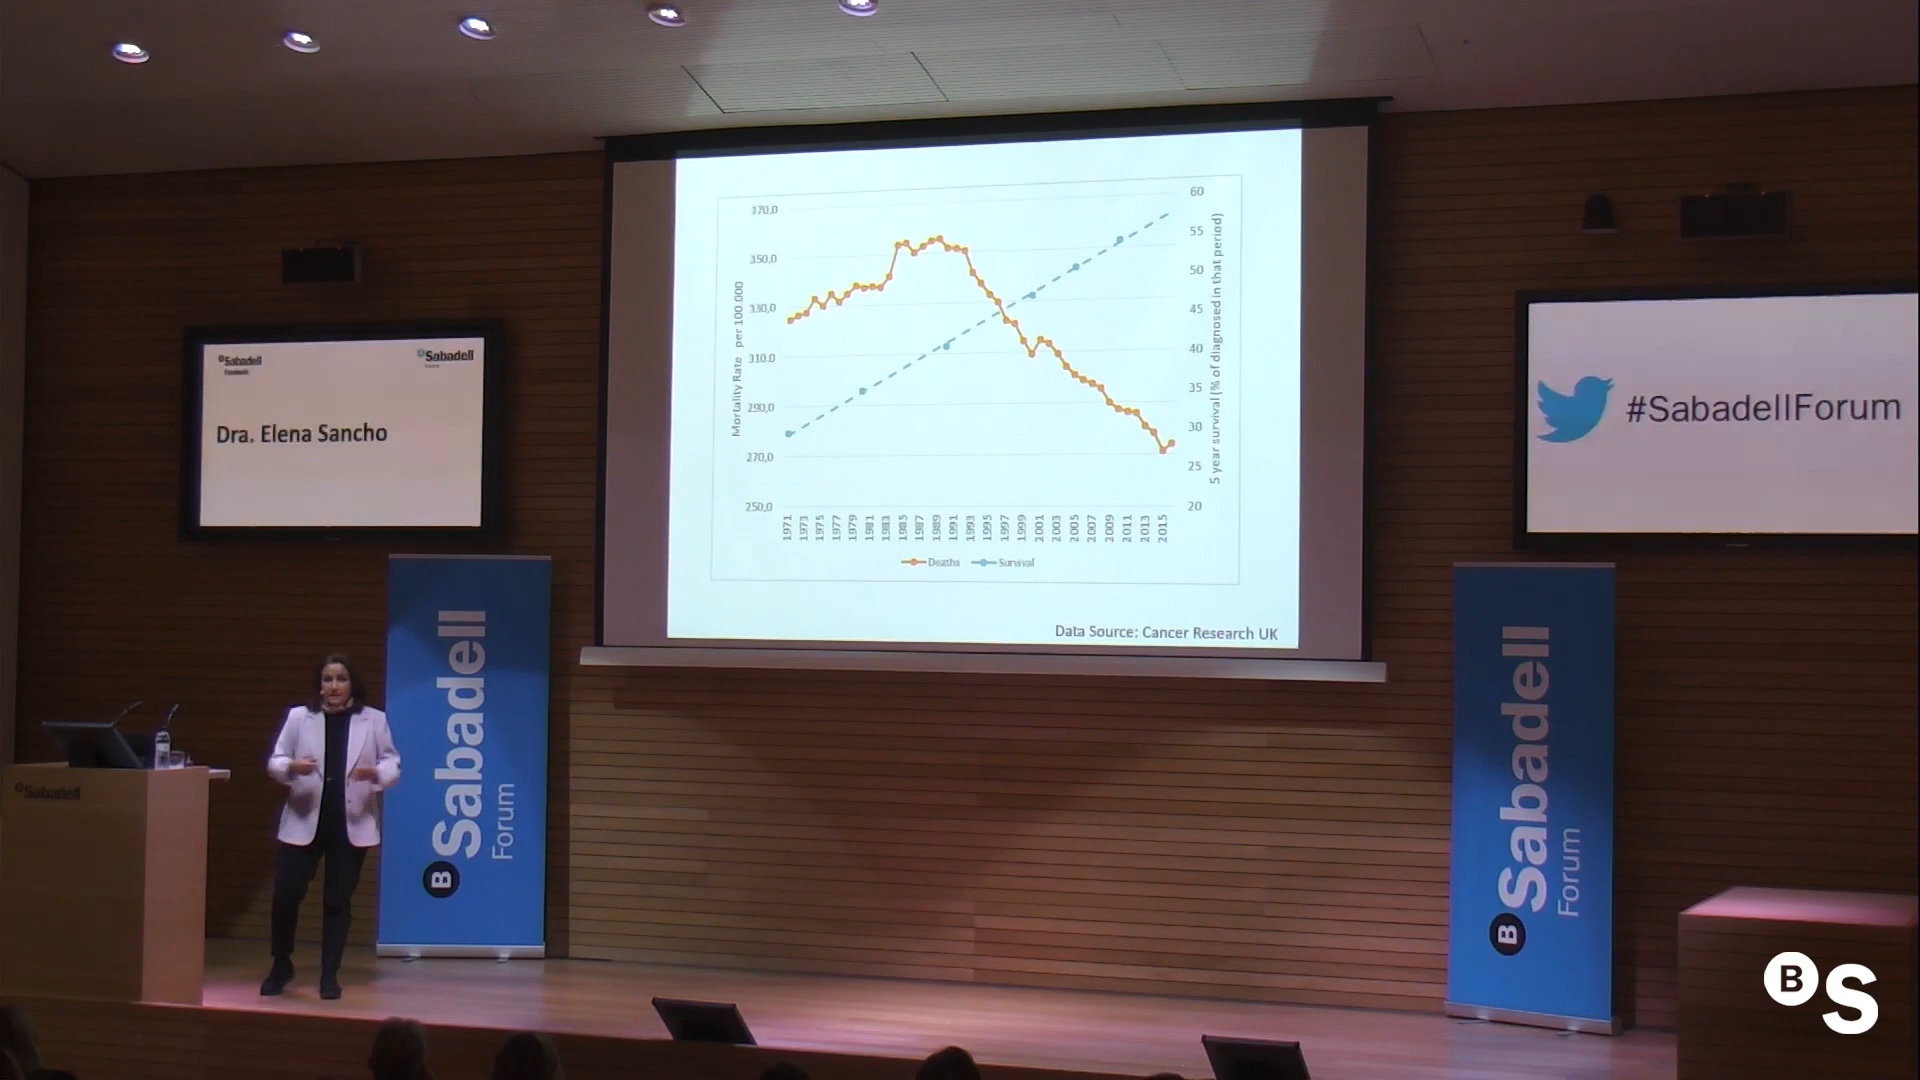 Sabadell
Fundació
Sabadell
Forum
Dra. Elena Sancho
370,0
350,0
330,0
310,0
290,0
270,0
250,0
Mortality Rate per 100.000
60
55
50
45
40
35
30
25
20
5 year survival (% of diagnosed in that period)
1971
1973
1975
1977
1979
1981
1983
1985
1987
1989
1991
1993
1995
1997
1999
2001
2003
2005
2007
2009
2011
2013
2015
Deaths
Survival
Data Source: Cancer Research UK
#SabadellForum
B Sabadell
Forum
B Sabadell
Forum
B Sabadell
B S